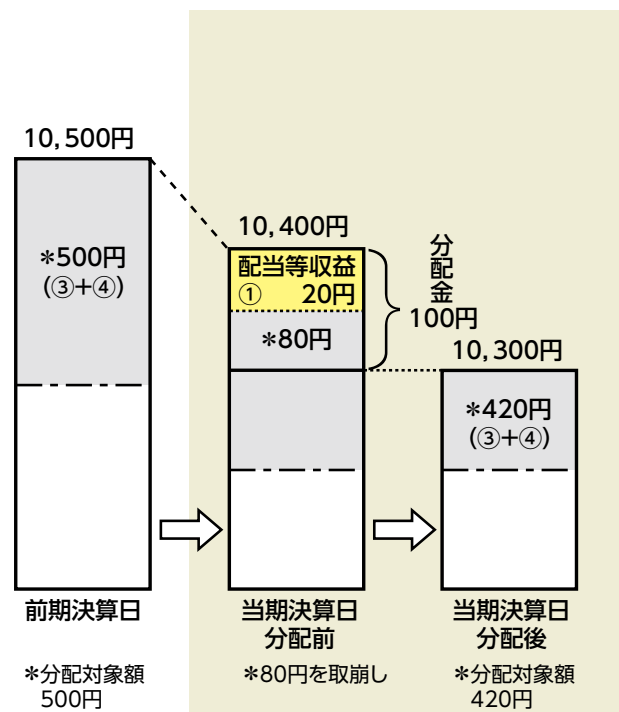 10,500円
*500円
(③+④)
前期決算日
*分配対象額
500円
10,400円
配当等収益
① 20円
*80円
分配金
100円
当期決算日
分配前
*80円を取崩し
10,300円
*420円
(③+④)
当期決算日
分配後
*分配対象額
420円